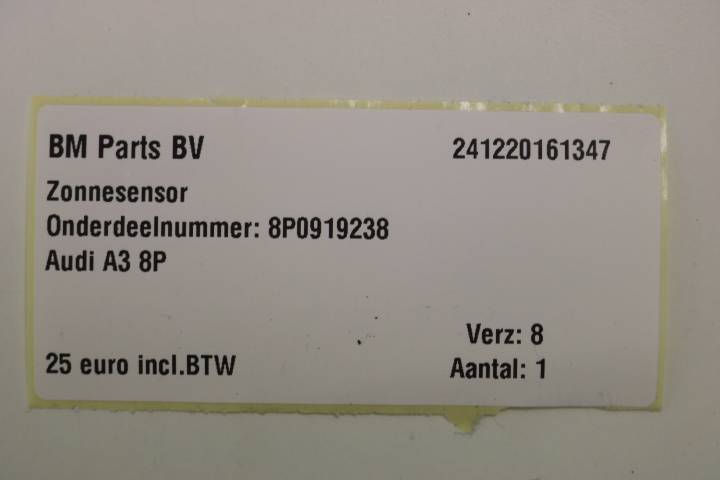 BM Parts BV 241220161347
Zonnesensor
Onderdeelnummer: 8P0919238
Audi A3 8P
Verz: 8
25 euro incl.BTW Aantal: 1